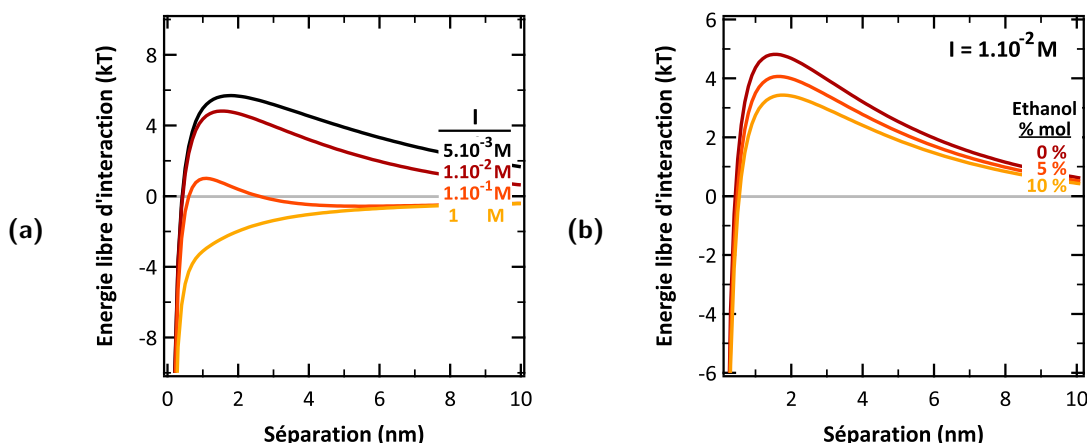 (a)
Energie libre d'interaction (kT)
8
4
0
-4
-8
I
5.10⁻³M
1.10⁻²M
1.10⁻¹M
1 M
0
2
4
6
8
10
Séparation (nm)
(b)
Energie libre d'interaction (kT)
6
4
2
0
-2
-4
-6
I = 1.10⁻²M
Ethanol
% mol
0 %
5 %
10 %
2
4
6
8
10
Séparation (nm)